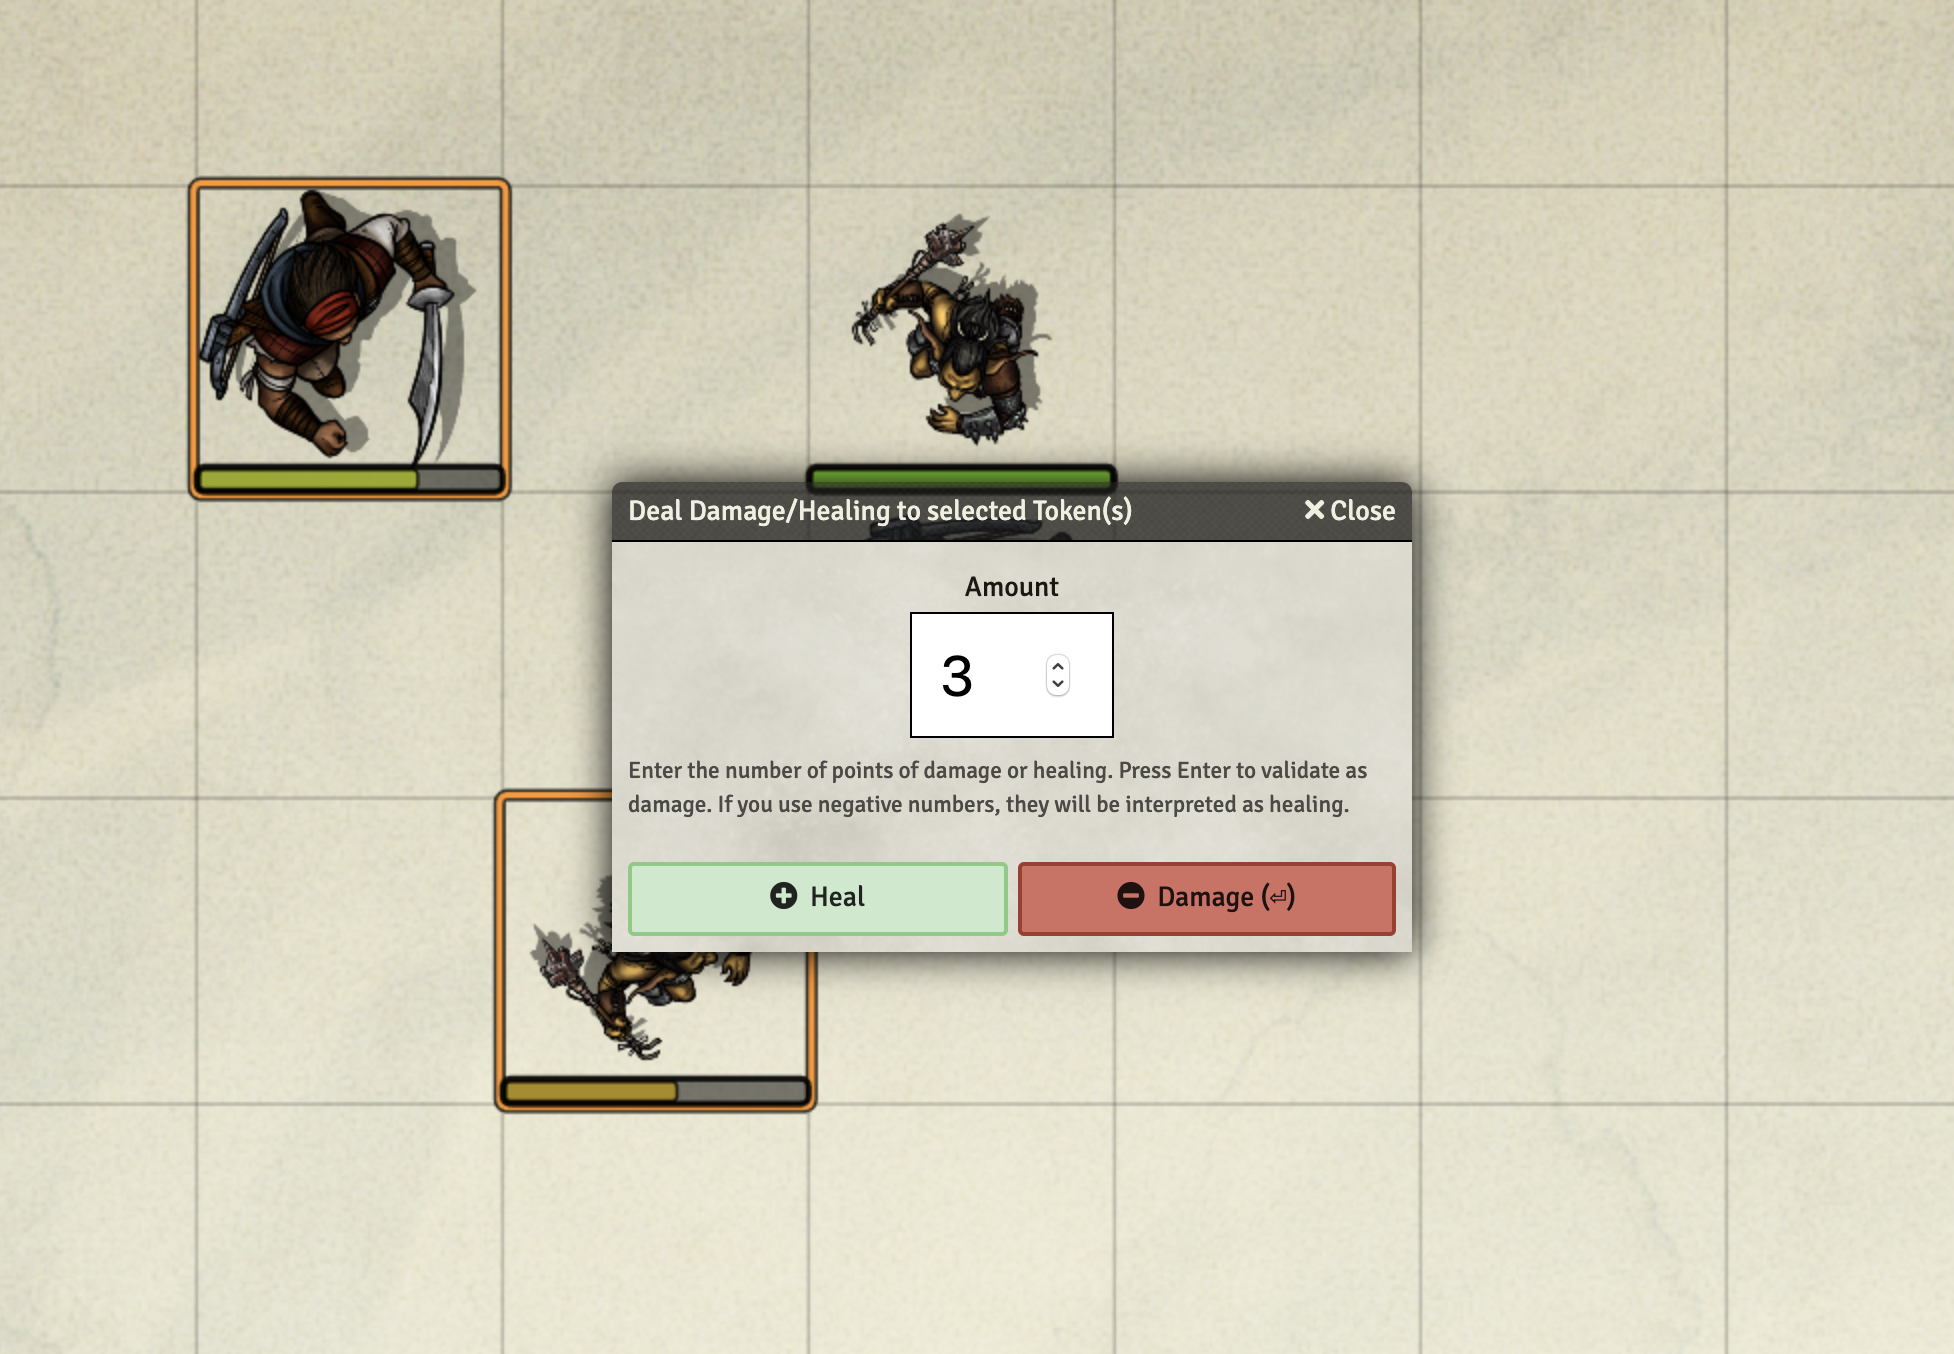 Deal Damage/Healing to selected Token(s)
Close
Amount
3
Enter the number of points of damage or healing. Press Enter to validate as
damage. If you use negative numbers, they will be interpreted as healing.
Heal
Damage (⏎)